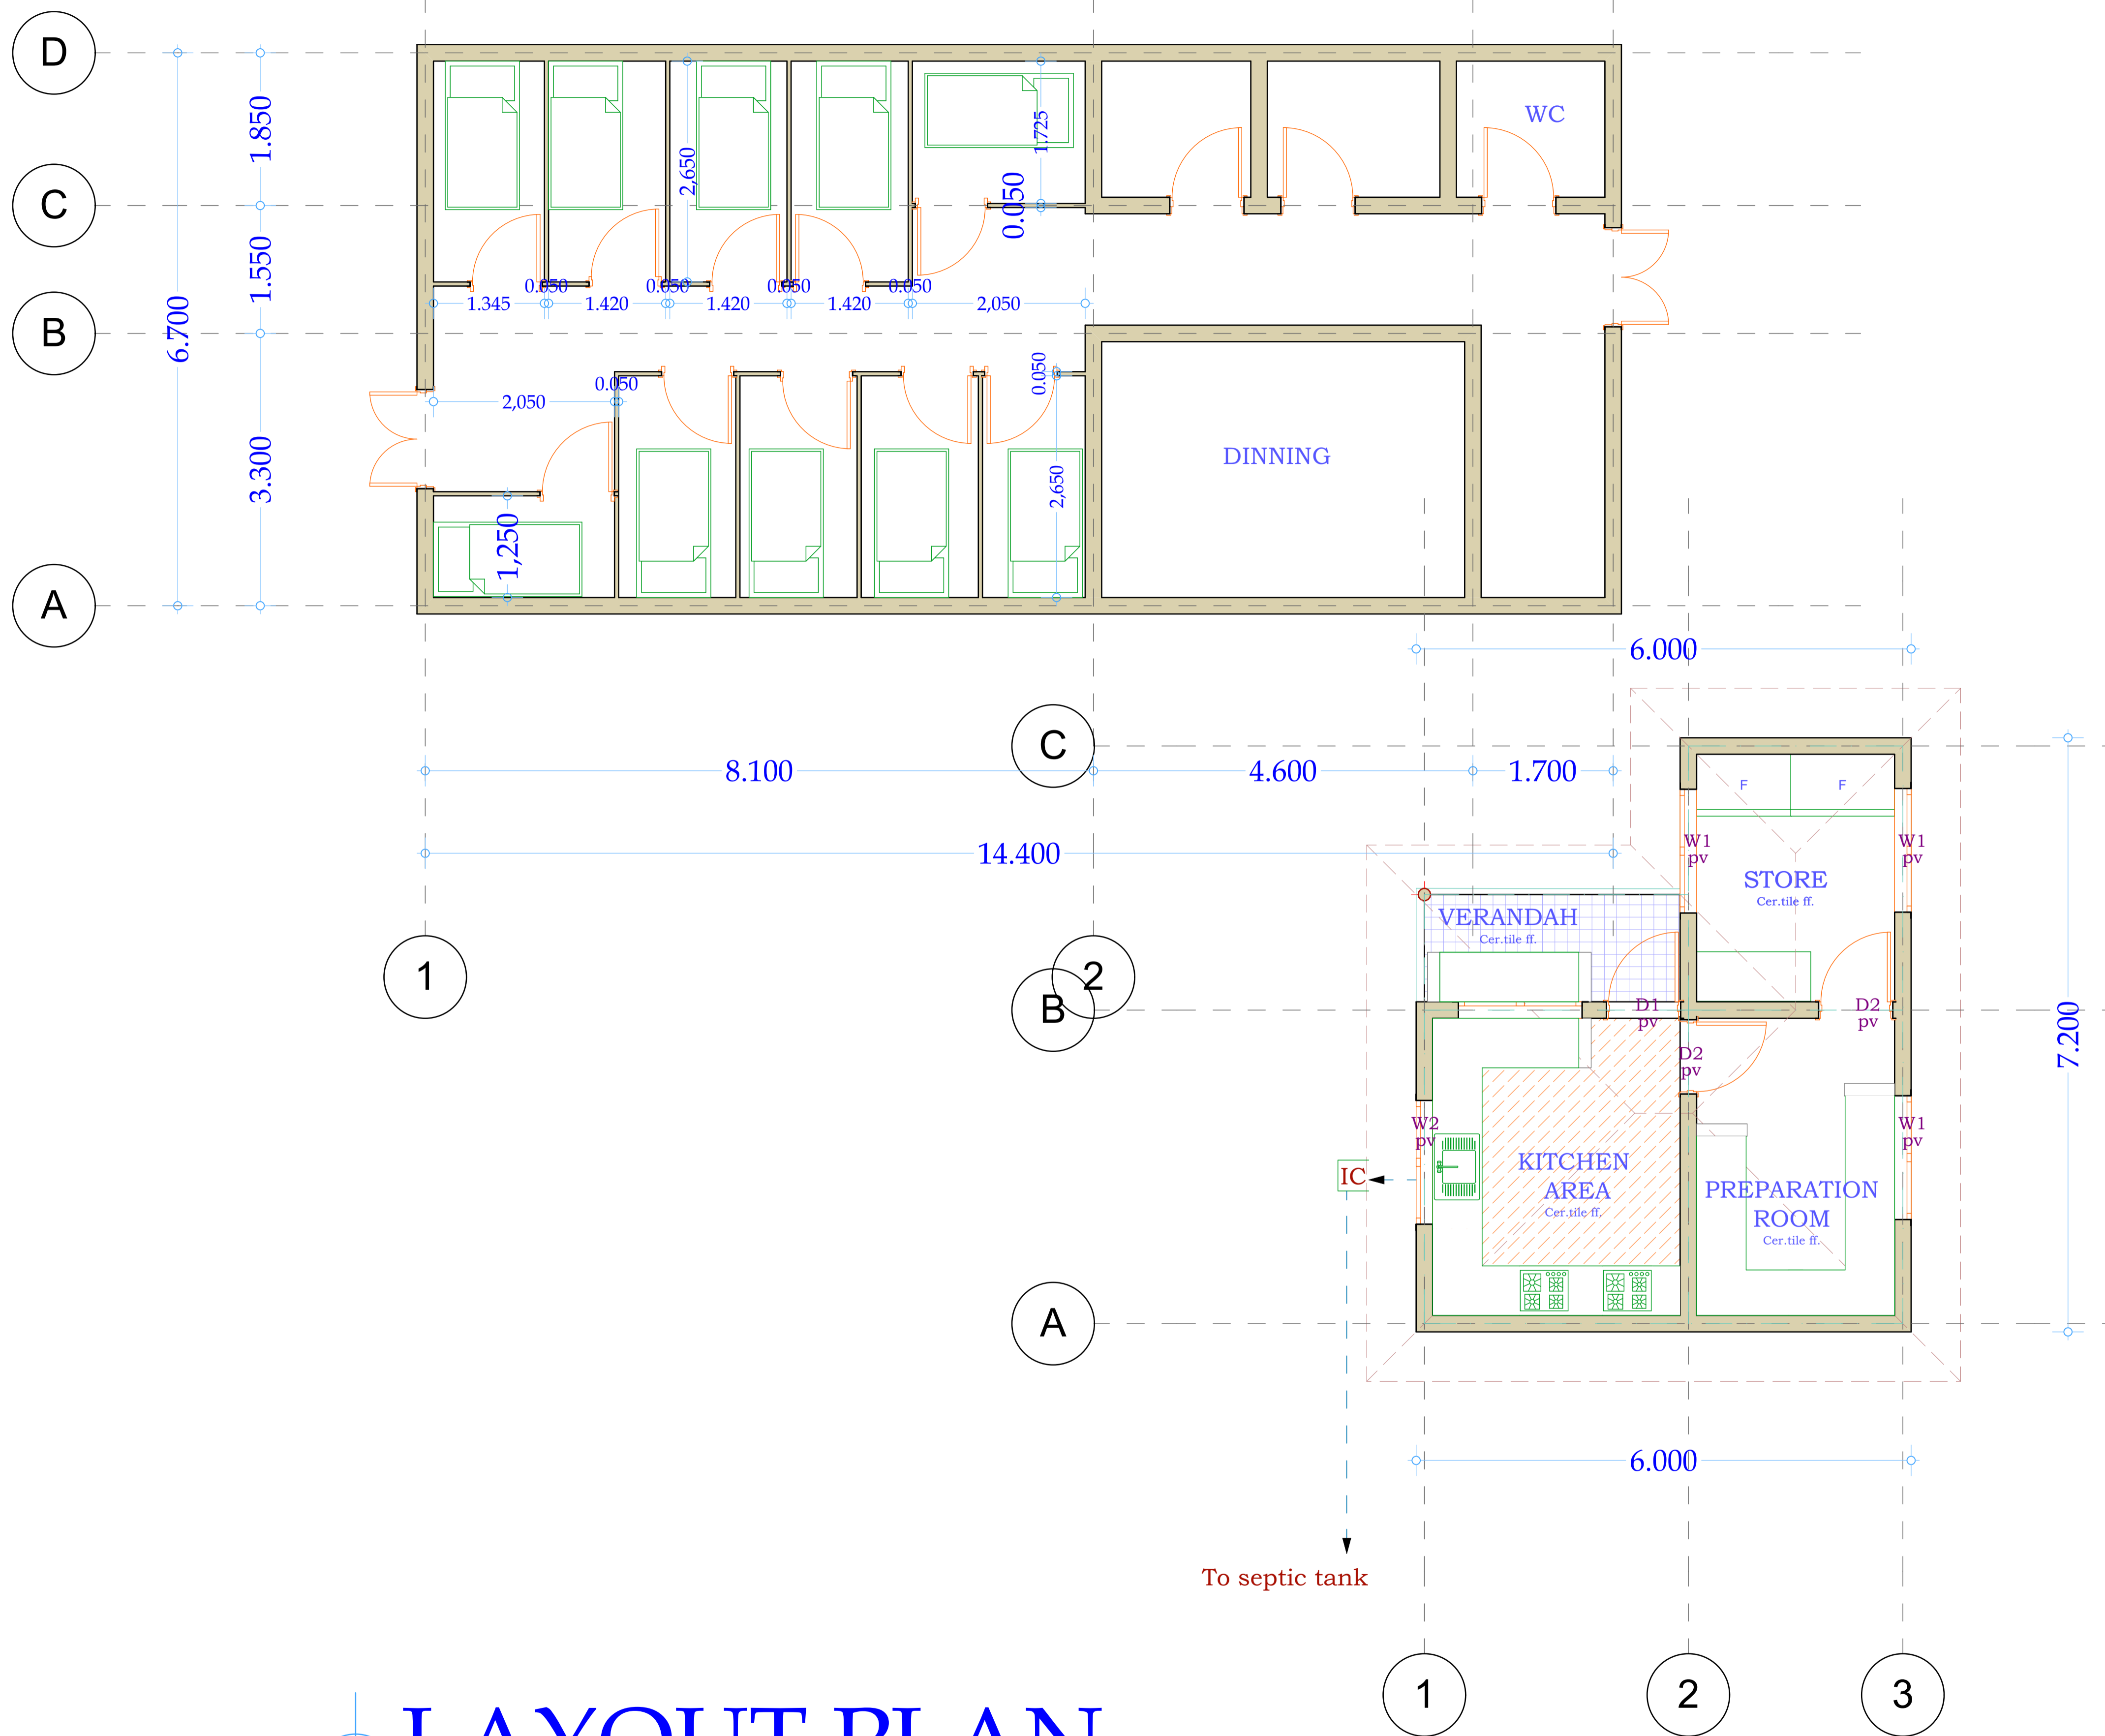 D
C
B
A
6.700
1.850
1.550
3.300
2,650
1.725
0.050
WC
0.050
0.050
0.050
0.050
1.345
1.420
1.420
1.420
2,050
2,050
0.050
0.050
2,650
1,250
DINNING
6.000
8.100
4.600
1.700
14.400
1
2
C
B
A
7.200
F
F
W1
pv
W1
pv
STORE
Cer.tile ff.
VERANDAH
Cer.tile ff.
D1
pv
D2
pv
D2
pv
W2
pv
W1
pv
IC
KITCHEN
AREA
Cer.tile ff.
PREPARATION
ROOM
Cer.tile ff.
6.000
To septic tank
1
2
3
LAYOUT PLAN